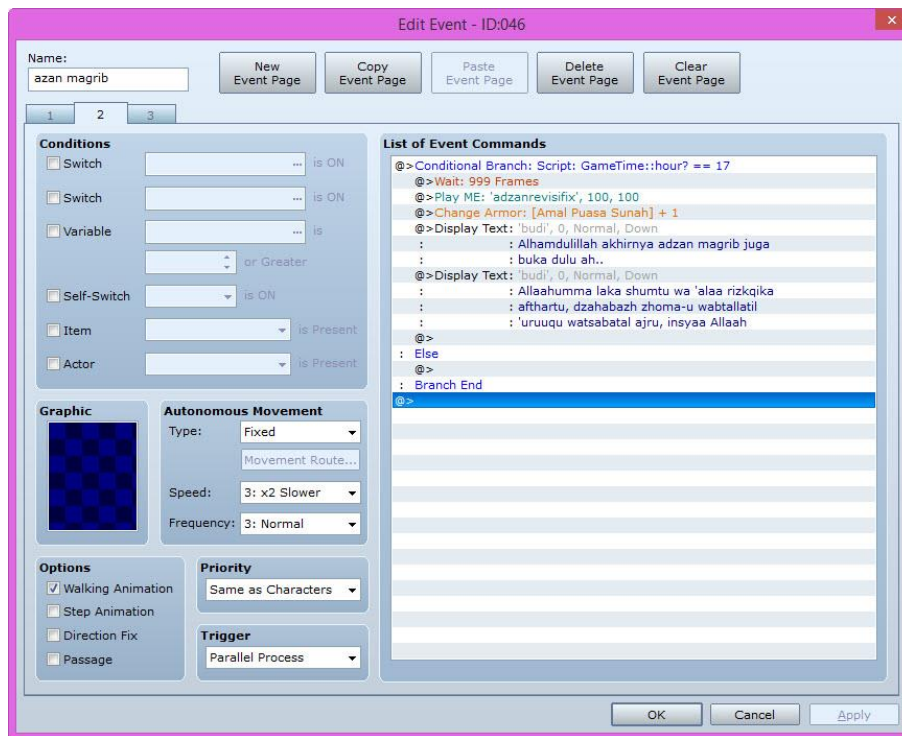 Edit Event - ID:046
Name:
azan magrib
New
Event Page
Copy
Event Page
Paste
Event Page
Delete
Event Page
Clear
Event Page
1
2
3
Conditions
Switch ... is ON
Switch ... is ON
Variable ... is
or Greater
Self-Switch is ON
Item is Present
Actor is Present
Graphic
Autonomous Movement
Type: Fixed
Movement Route...
Speed: 3: x2 Slower
Frequency: 3: Normal
Options
Walking Animation
Step Animation
Direction Fix
Passage
Priority
Same as Characters
Trigger
Parallel Process
List of Event Commands
@>Conditional Branch: Script: GameTime::hour? == 17
@>Wait: 999 Frames
@>Play ME: 'adzanrevisifix', 100, 100
@>Change Armor: [Amal Puasa Sunah] + 1
@>Display Text: 'budi', 0, Normal, Down
: : Alhamdulillah akhirnya adzan magrib juga
: : buka dulu ah..
@>Display Text: 'budi', 0, Normal, Down
: : Allaahumma laka shumtu wa 'alaa rizkqika
: : afthartu, dzahabazh zhoma-u wabtallatil
: : 'uruuqu watsabatal ajru, insyaa Allaah
@>
: Else
@>
: Branch End
@>
OK
Cancel
Apply